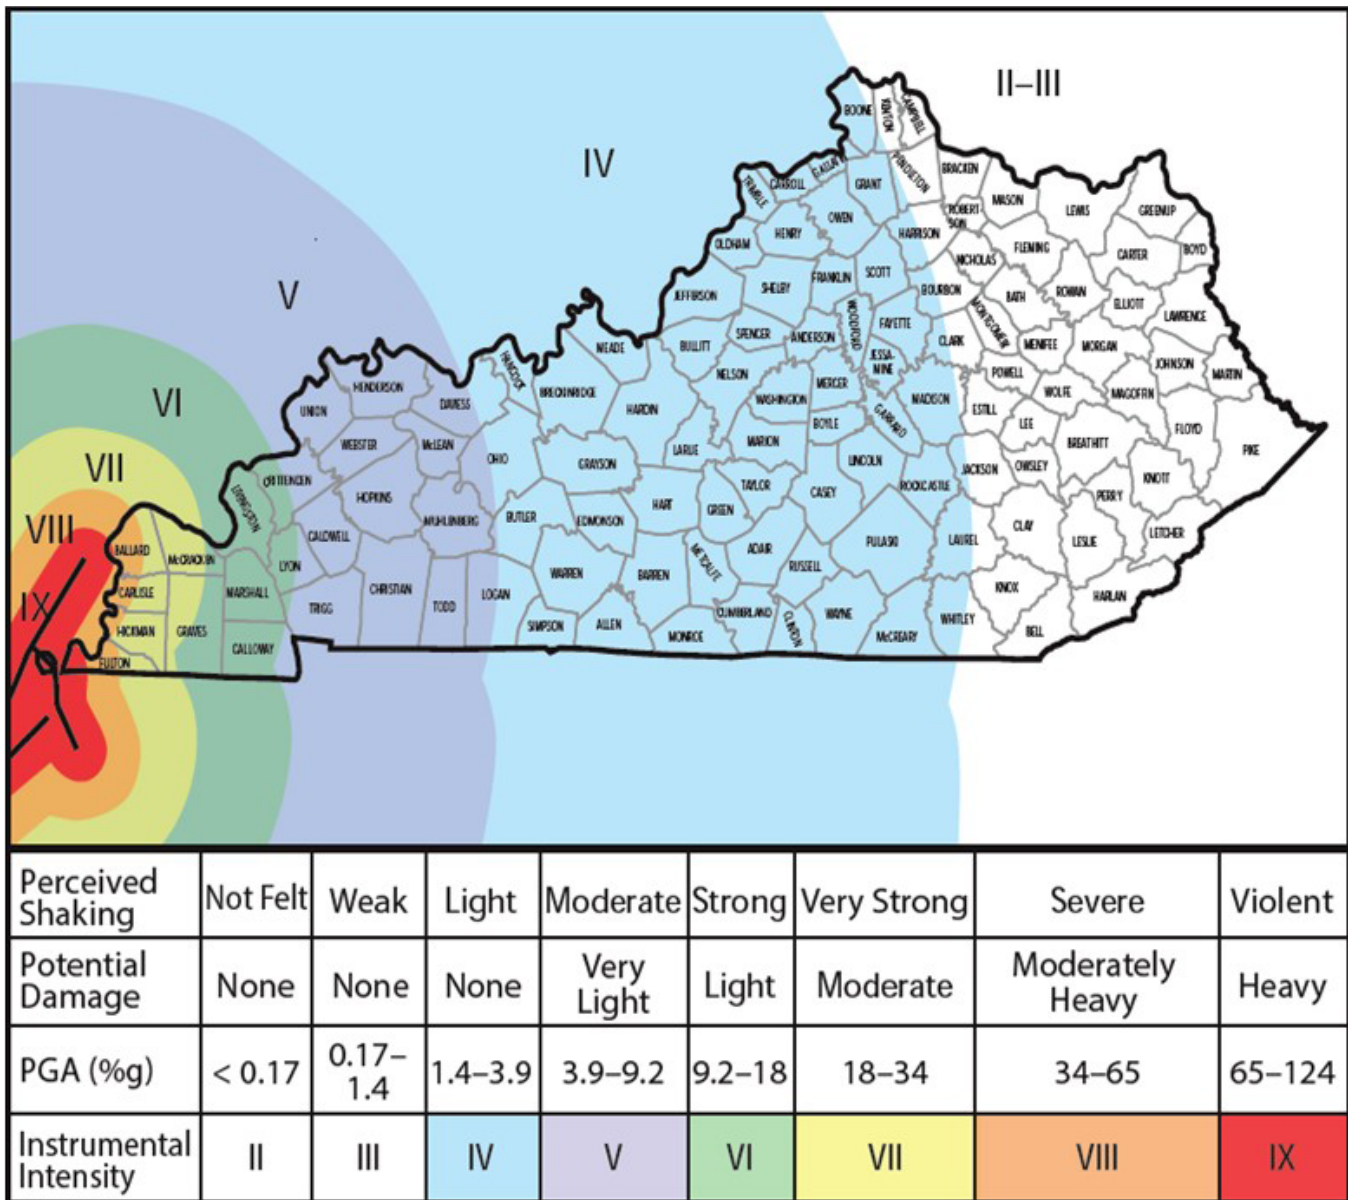 II–III
IV
V
VI
VII
VIII
IX
BOONE
KENTON
CAMPBELL
PENDLETON
BRACKEN
GALLATIN
CARROLL
TRIMBLE
GRANT
OWEN
ROBERT
SON
MASON
LEWIS
GREENUP
OLDHAM
HENRY
HARRISON
NICHOLAS
FLEMING
CARTER
BOYD
JEFFERSON
SHELBY
FRANKLIN
SCOTT
BOURBON
BATH
ROWAN
ELLIOTT
LAWRENCE
WOODFORD
FAYETTE
MONTGOMERY
MEADE
BULLITT
SPENCER
ANDERSON
CLARK
MENIFEE
MORGAN
JESSA-
MINE
JOHNSON
MARTIN
HANCOCK
HENDERSON
DAVIESS
BRECKINRIDGE
HARDIN
NELSON
WASHINGTON
MERCER
GARRARD
MADISON
POWELL
ESTILL
WOLFE
MAGOFFIN
FLOYD
PIKE
UNION
WEBSTER
McLEAN
OHIO
GRAYSON
LARUE
MARION
BOYLE
LINCOLN
LEE
BREATHITT
CRITTENDEN
LIVINGSTON
HOPKINS
MUHLENBERG
BUTLER
EDMONSON
HART
GREEN
TAYLOR
CASEY
ROCKCASTLE
JACKSON
OWSLEY
PERRY
KNOTT
BALLARD
McCRACKEN
CALDWELL
LYON
WARREN
BARREN
METCALFE
ADAIR
RUSSELL
PULASKI
LAUREL
CLAY
LESLIE
LETCHER
CARLISLE
MARSHALL
CHRISTIAN
TRIGG
TODD
LOGAN
KNOX
HARLAN
HICKMAN
GRAVES
CALLOWAY
FULTON
SIMPSON
ALLEN
MONROE
CUMBERLAND
CLINTON
WAYNE
McCREARY
WHITLEY
BELL
Perceived Not Felt Weak Light Moderate Strong Very Strong Severe Violent
Shaking
Potential None None None Very Light Moderate Moderately Heavy
Damage Light Heavy
PGA (%g) < 0.17 0.17– 1.4–3.9 3.9–9.2 9.2–18 18–34 34–65 65–124
1.4
Instrumental II III IV V VI VII VIII IX
Intensity